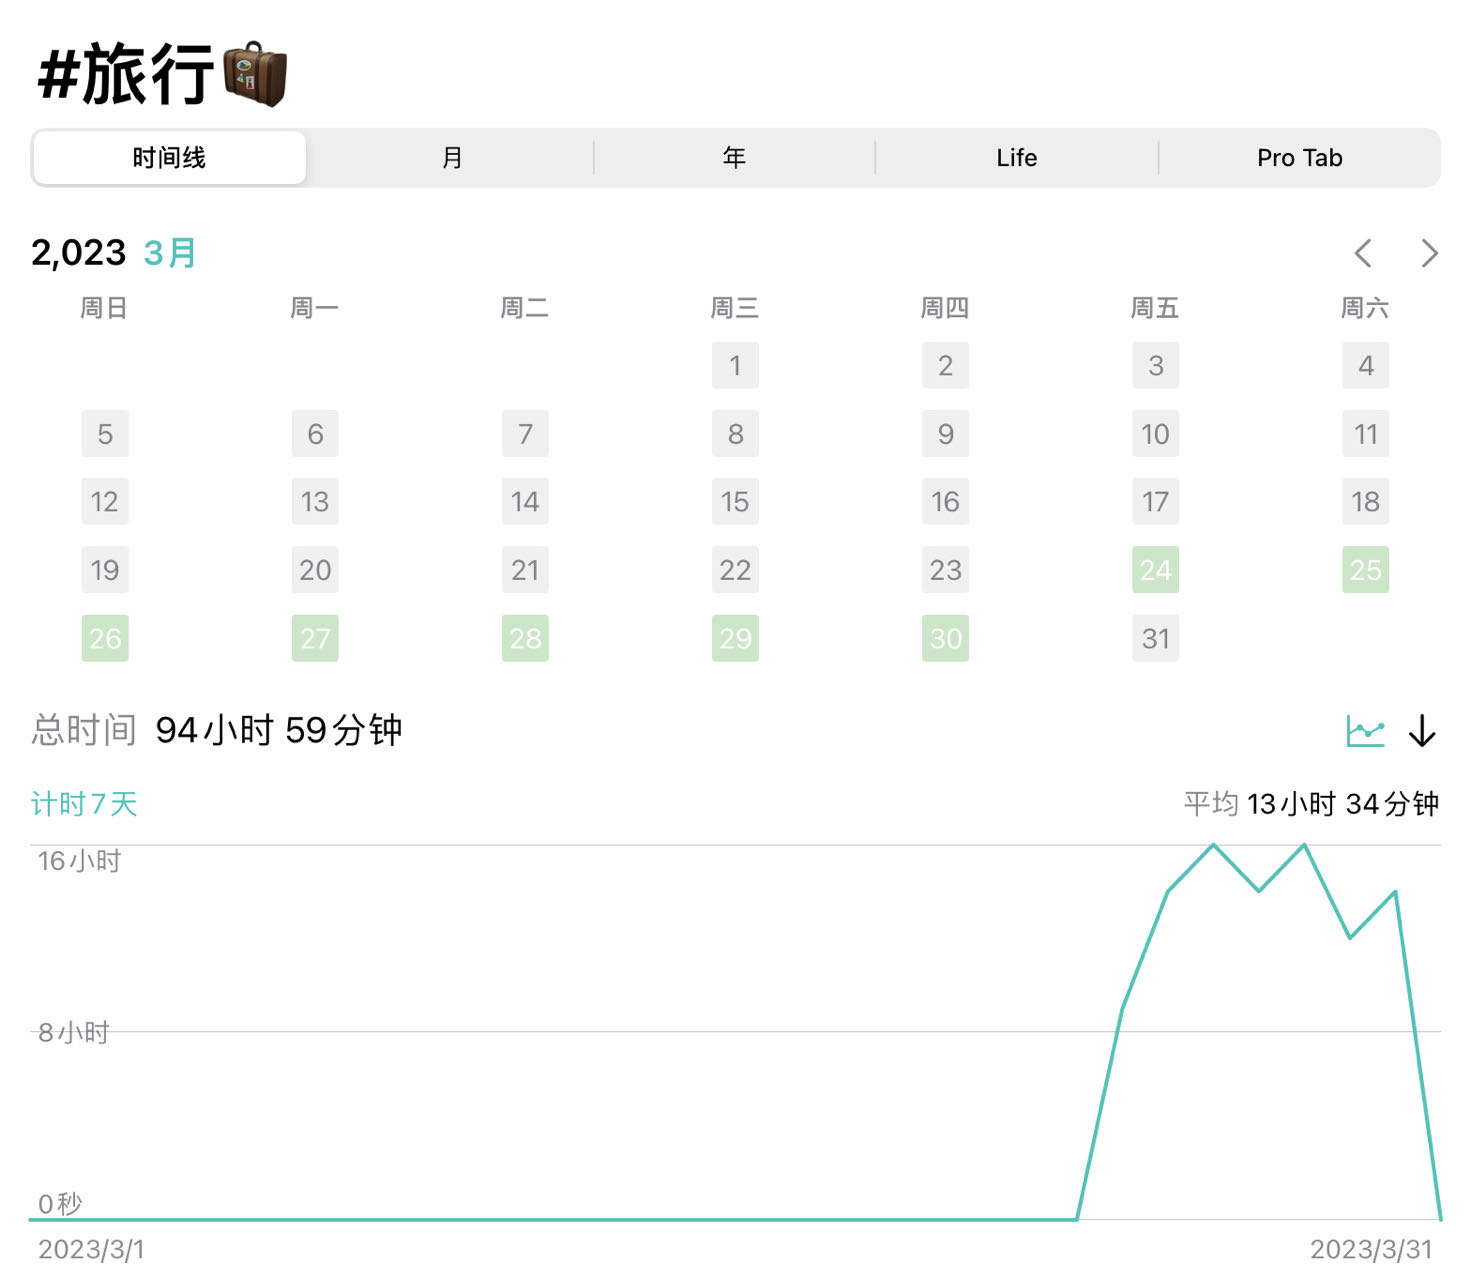 #旅行🧳
时间线 月 年 Life Pro Tab
2,023 3月
周日 周一 周二 周三 周四 周五 周六
1 2 3 4
5 6 7 8 9 10 11
12 13 14 15 16 17 18
19 20 21 22 23 24 25
26 27 28 29 30 31
总时间 94小时 59分钟
计时7天 平均 13小时 34分钟
16小时
8小时
0秒
2023/3/1 2023/3/31